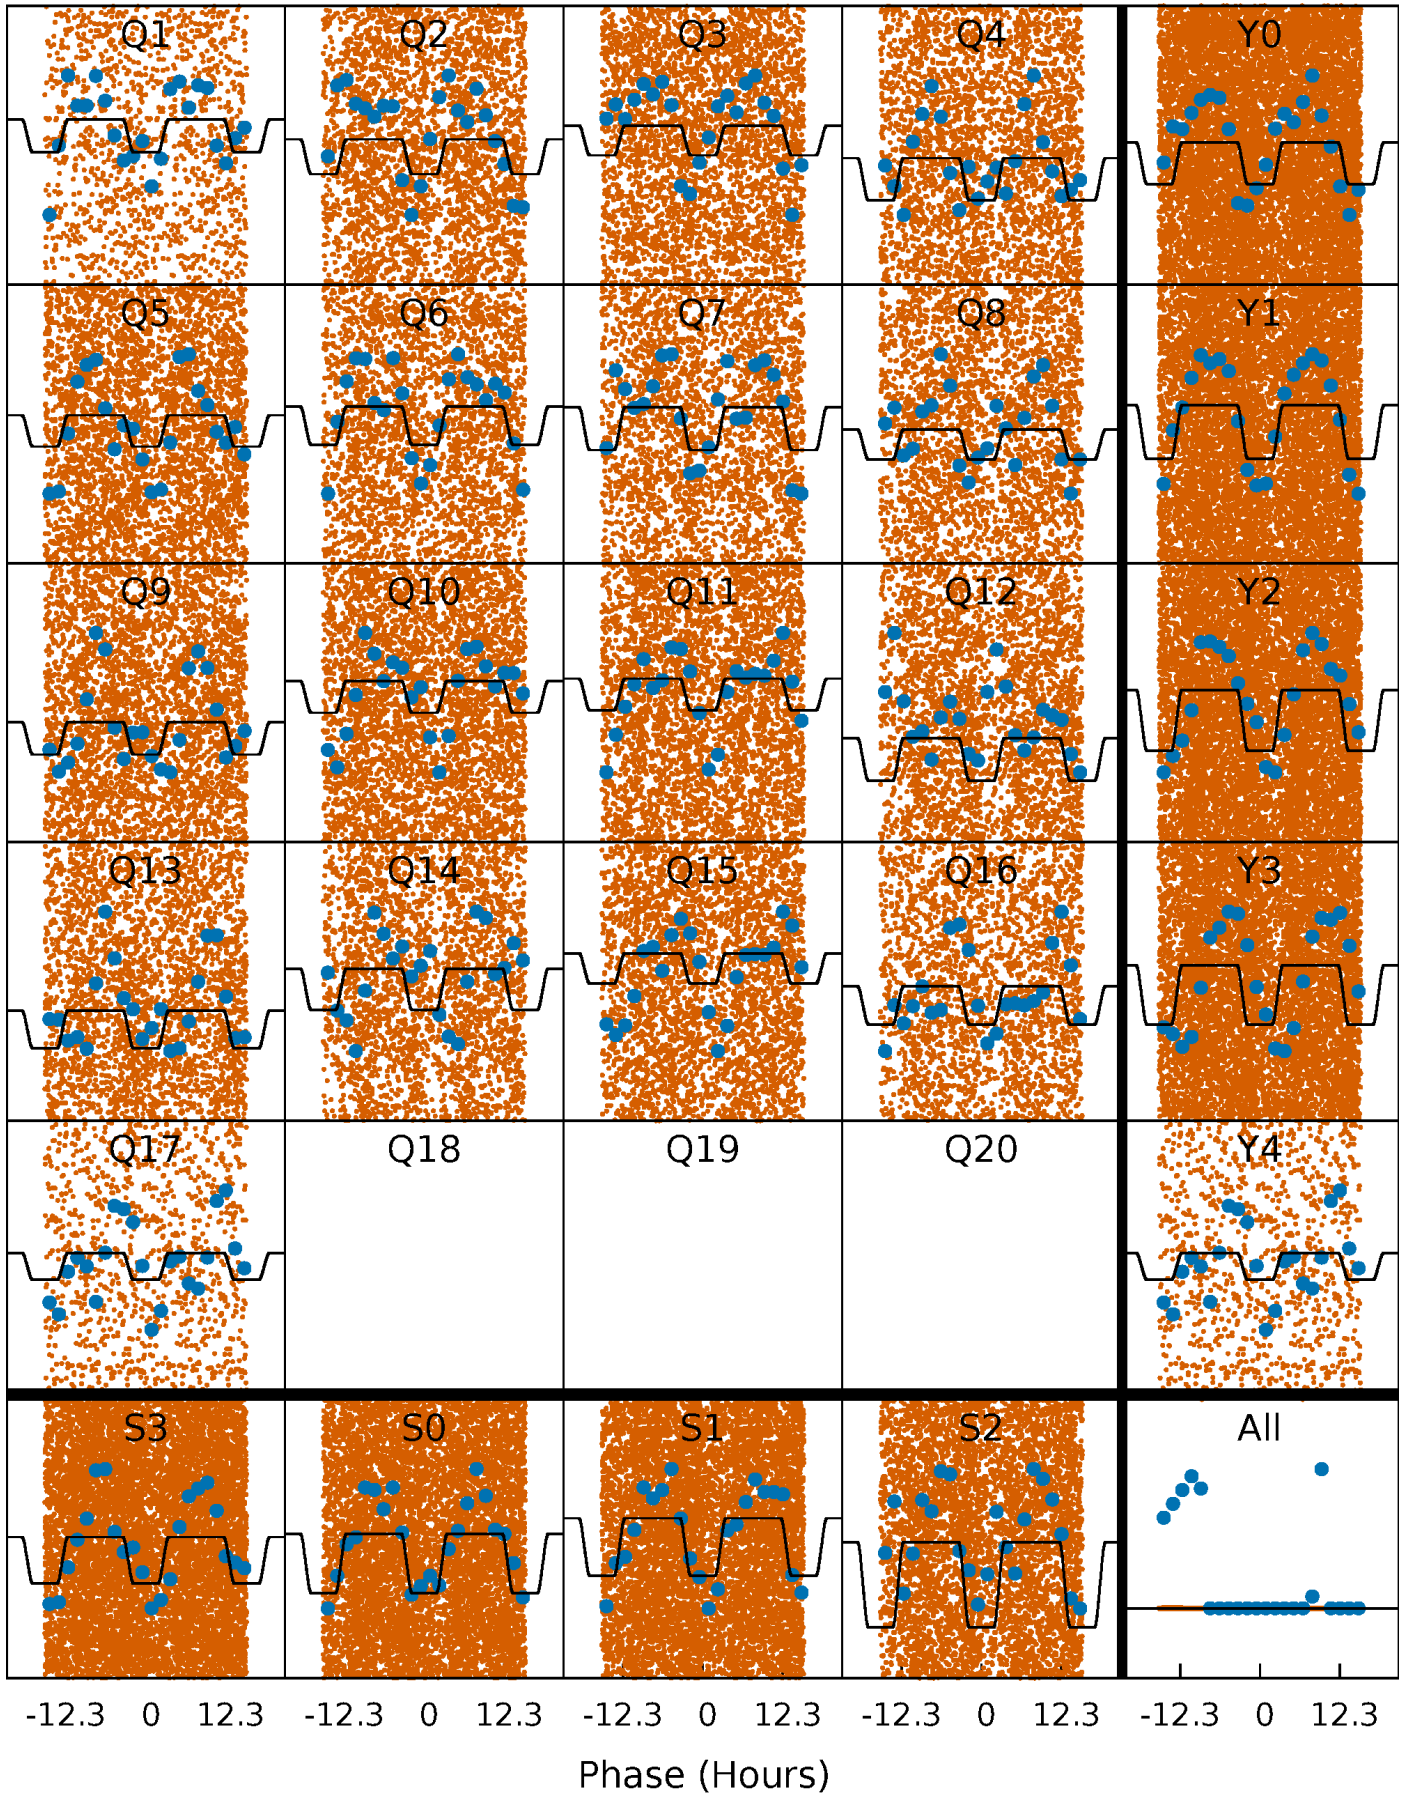 Q1 Q2 Q3 Q4 Y0
Q5 Q6 Q7 Q8 Y1
Q9 Q10 Q11 Q12 Y2
Q13 Q14 Q15 Q16 Y3
Q17 Q18 Q19 Q20 Y4
S3 S0 S1 S2 All
-12.3 0 12.3 -12.3 0 12.3 -12.3 0 12.3 -12.3 0 12.3 -12.3 0 12.3
Phase (Hours)